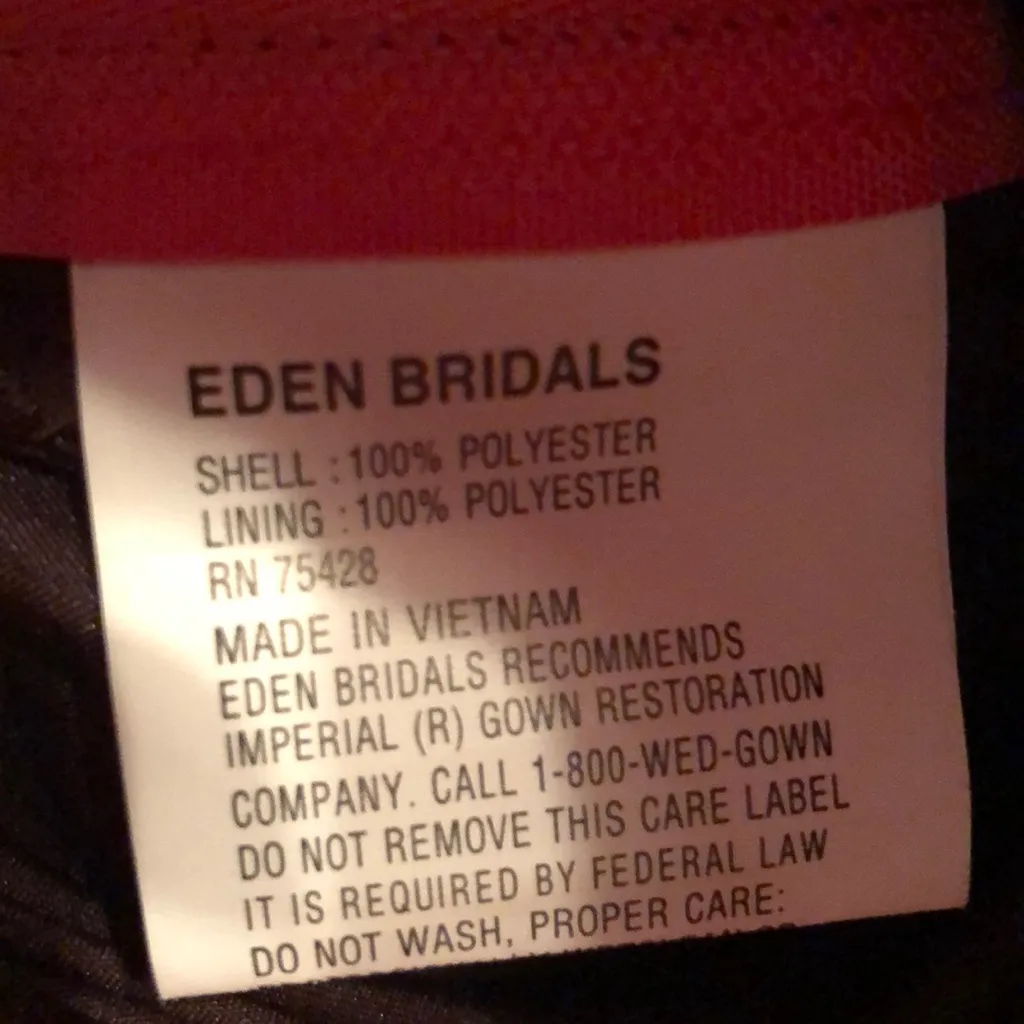 EDEN BRIDALS
SHELL : 100% POLYESTER
LINING : 100% POLYESTER
RN 75428
MADE IN VIETNAM
EDEN BRIDALS RECOMMENDS
IMPERIAL (R) GOWN RESTORATION
COMPANY. CALL 1-800-WED-GOWN
DO NOT REMOVE THIS CARE LABEL
IT IS REQUIRED BY FEDERAL LAW
DO NOT WASH, PROPER CARE: